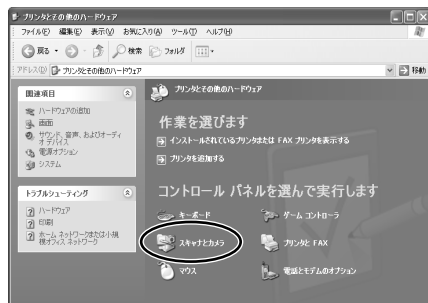 プリンタとその他のハードウェア
ファイル(F) 編集(E) 表示(V) お気に入り(A) ツール(T) ヘルプ(H)
戻る 検索 フォルダ
アドレス(D) プリンタとその他のハードウェア 移動
関連項目
ハードウェアの追加
画面
サウンド、音声、およびオーディオ デバイス
電源オプション
システム
トラブルシューティング
ハードウェア
印刷
ホーム ネットワークまたは小規模オフィス ネットワーク
プリンタとその他のハードウェア
作業を選びます
インストールされているプリンタまたは FAX プリンタを表示する
プリンタを追加する
コントロール パネルを選んで実行します
キーボード ゲーム コントローラ
スキャナとカメラ プリンタと FAX
マウス 電話とモデムのオプション